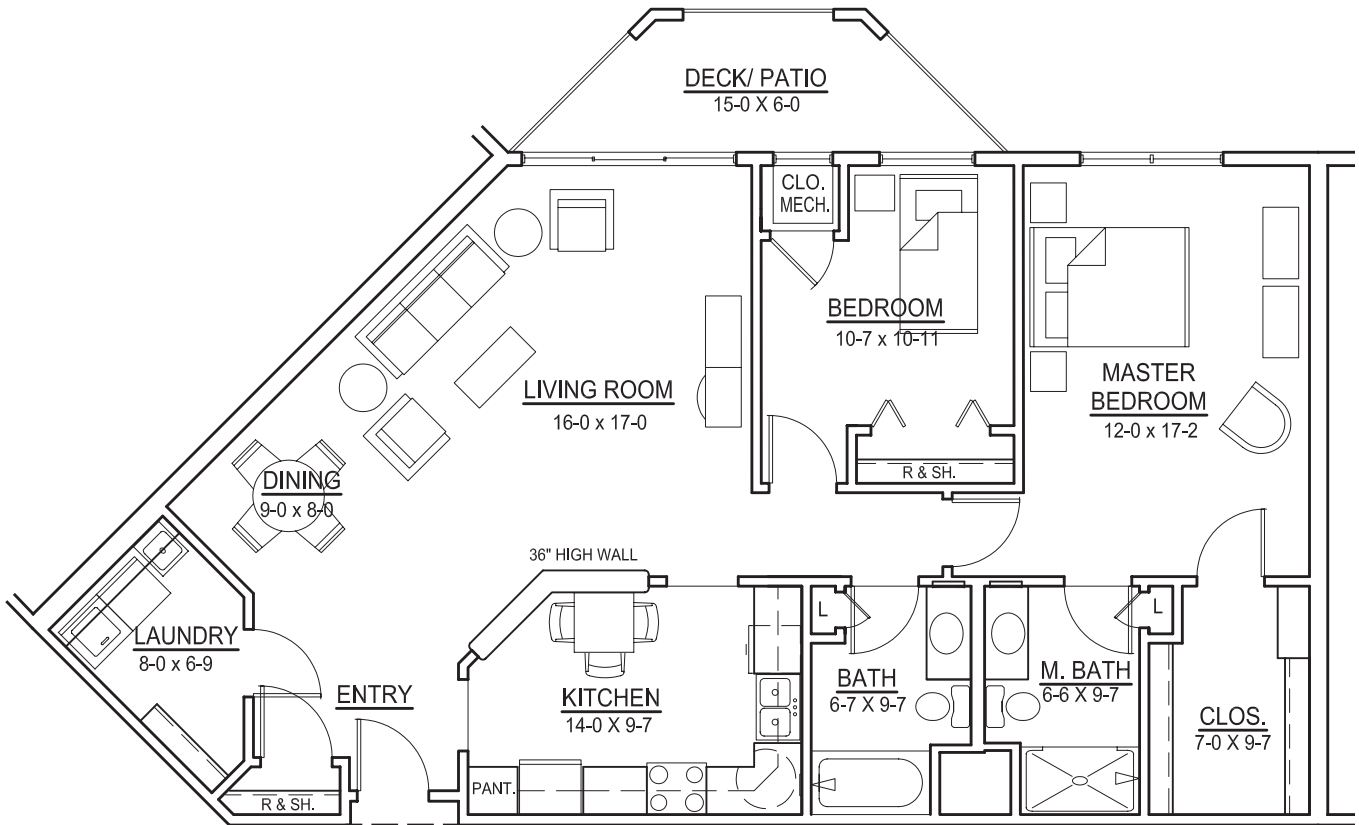 DECK/ PATIO
15-0 X 6-0
CLO.
MECH.
BEDROOM
10-7 x 10-11
LIVING ROOM
16-0 x 17-0
MASTER
BEDROOM
12-0 x 17-2
R & SH.
DINING
9-0 x 8-0
36" HIGH WALL
LAUNDRY
8-0 x 6-9
ENTRY
KITCHEN
14-0 X 9-7
L
BATH
6-7 X 9-7
M. BATH
6-6 X 9-7
L
CLOS.
7-0 X 9-7
PANT.
R & SH.